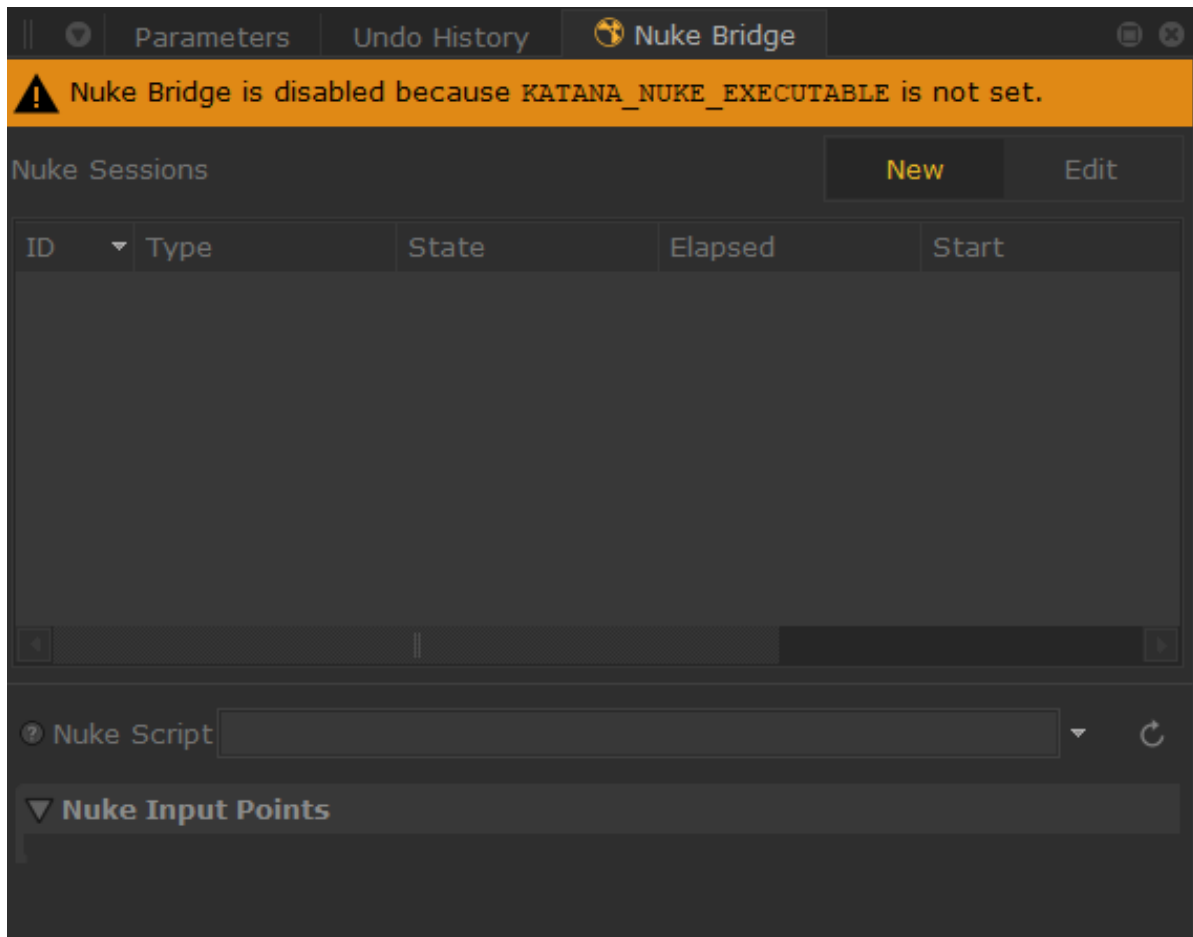 Parameters Undo History Nuke Bridge
Nuke Bridge is disabled because KATANA_NUKE_EXECUTABLE is not set.
Nuke Sessions New Edit
ID Type State Elapsed Start
? Nuke Script
Nuke Input Points